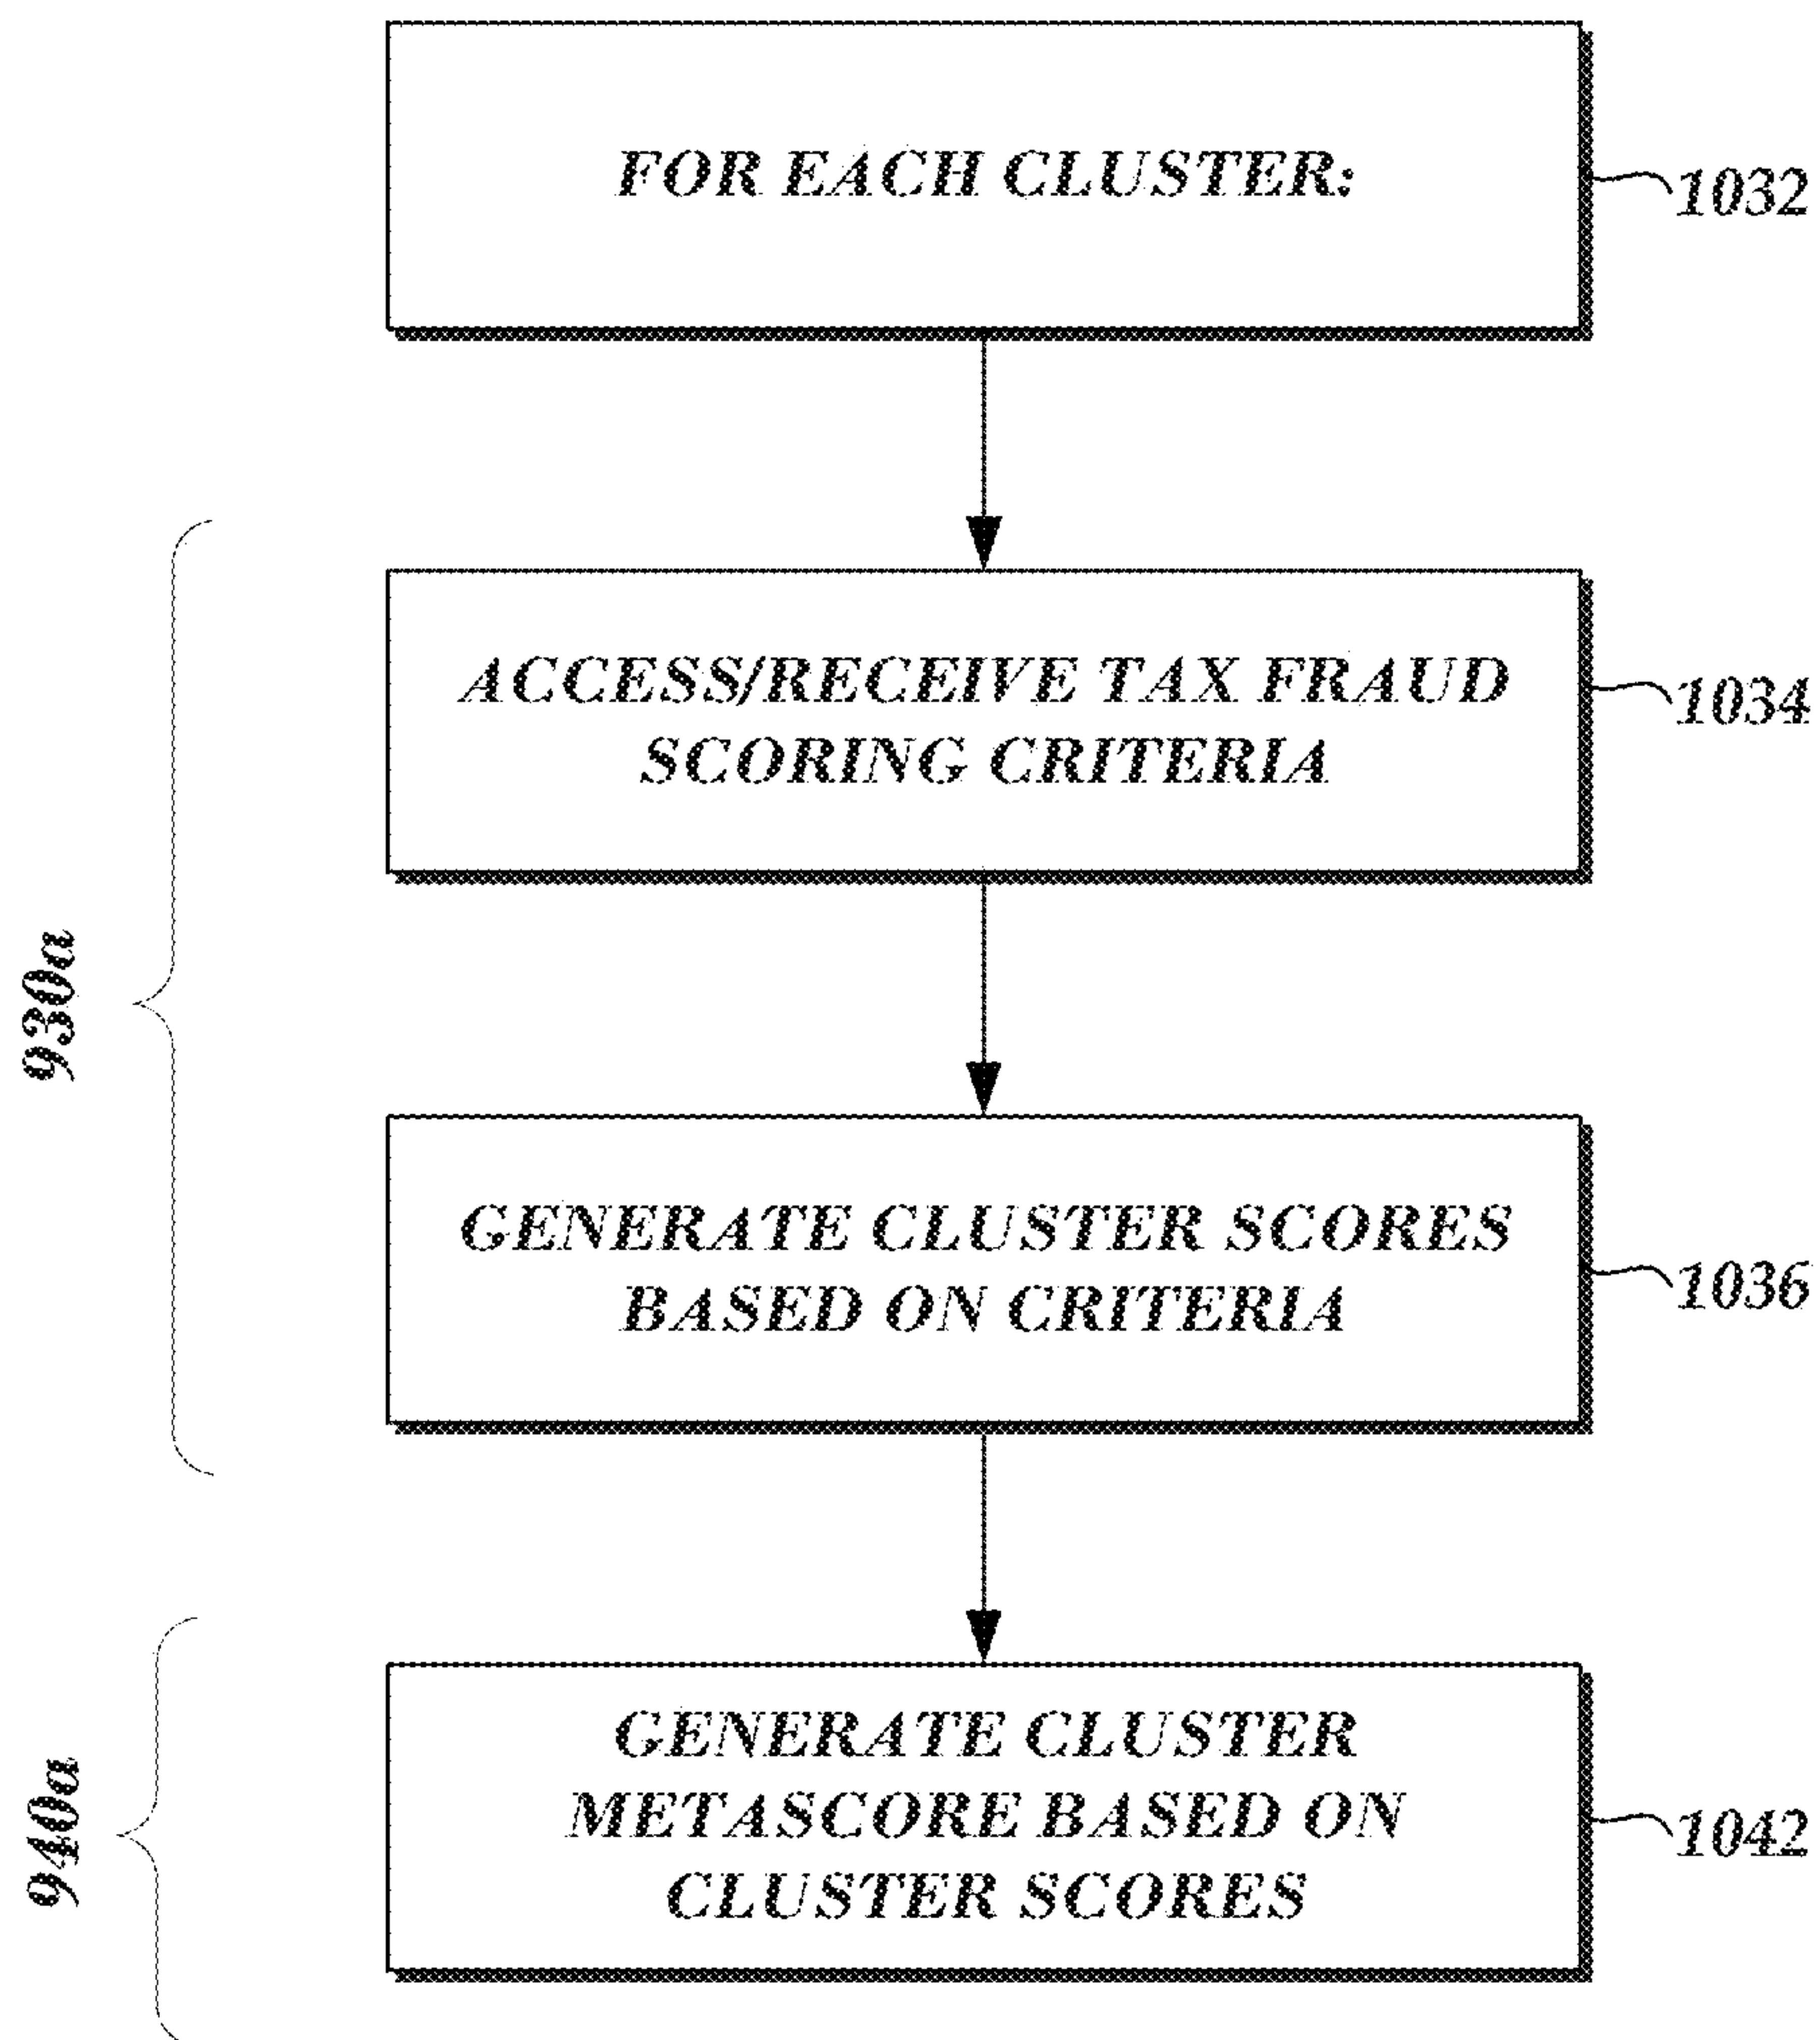 FOR EACH CLUSTER:
1032
930a
ACCESS/RECEIVE TAX FRAUD
SCORING CRITERIA
1034
GENERATE CLUSTER SCORES
BASED ON CRITERIA
1036
940a
GENERATE CLUSTER
METASCORE BASED ON
CLUSTER SCORES
1042